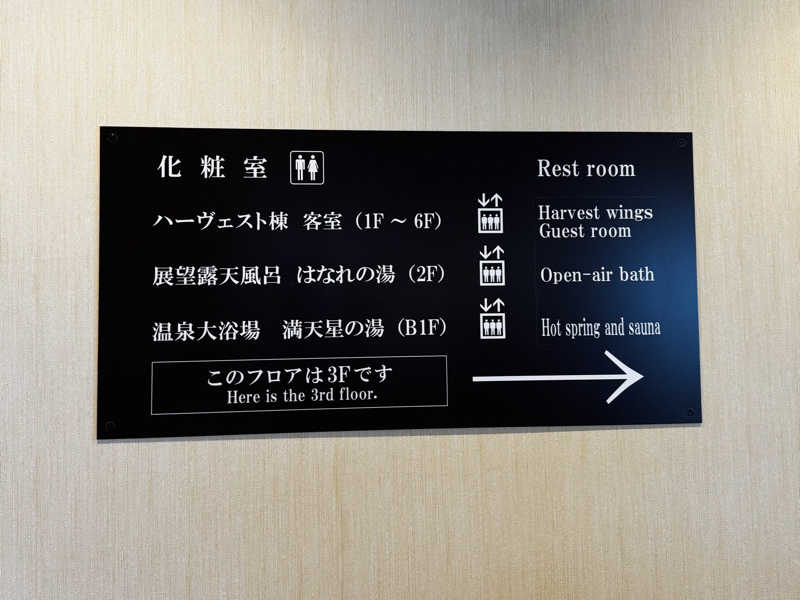 化粧室 Rest room
ハーヴェスト棟 客室（1F ～ 6F） Harvest wings
Guest room
展望露天風呂 はなれの湯（2F） Open-air bath
温泉大浴場 満天星の湯（B1F） Hot spring and sauna
このフロアは3Fです
Here is the 3rd floor.